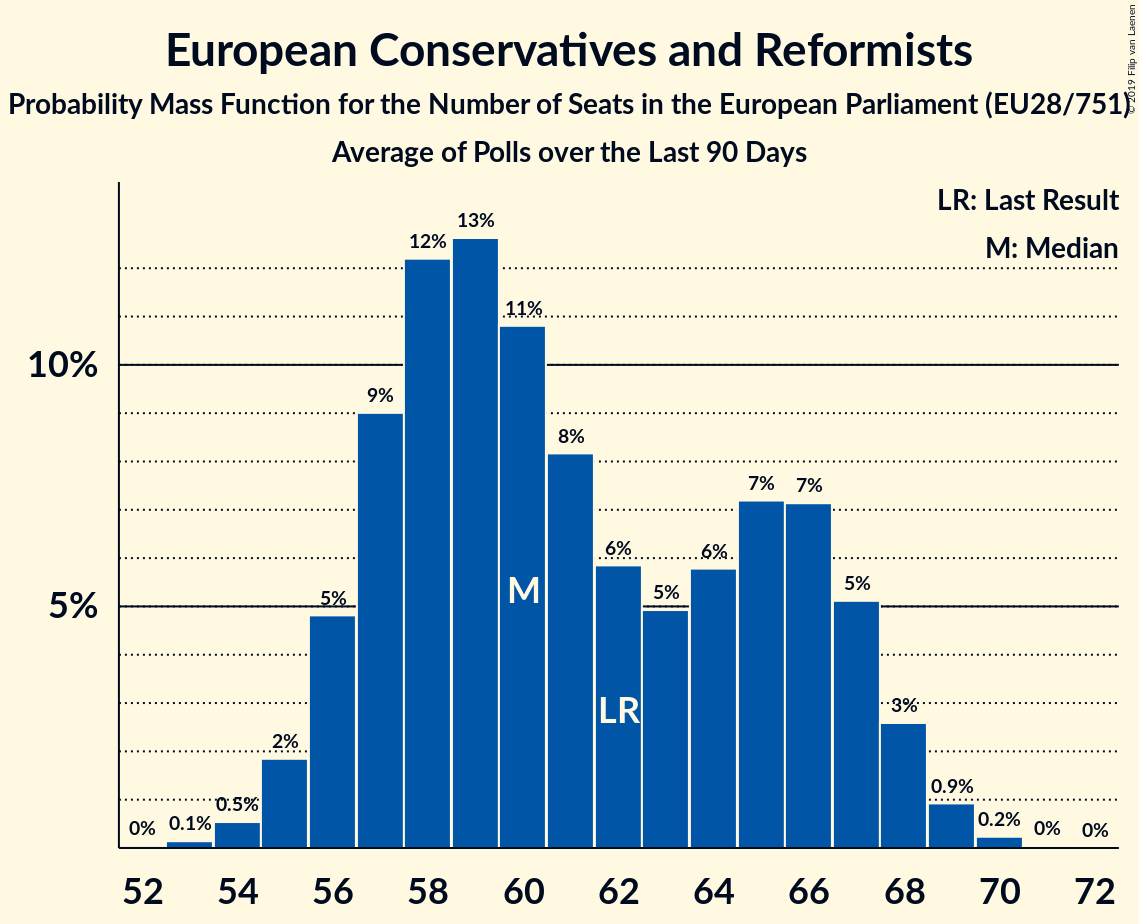 European Conservatives and Reformists
Probability Mass Function for the Number of Seats in the European Parliament (EU28/751)
Average of Polls over the Last 90 Days
© 2019 Filip van Laenen
LR: Last Result
M: Median
10%
5%
0%
0.1%
0.5%
2%
5%
9%
12%
13%
11%
8%
6%
5%
6%
7%
7%
5%
3%
0.9%
0.2%
0%
0%
M
LR
52 54 56 58 60 62 64 66 68 70 72